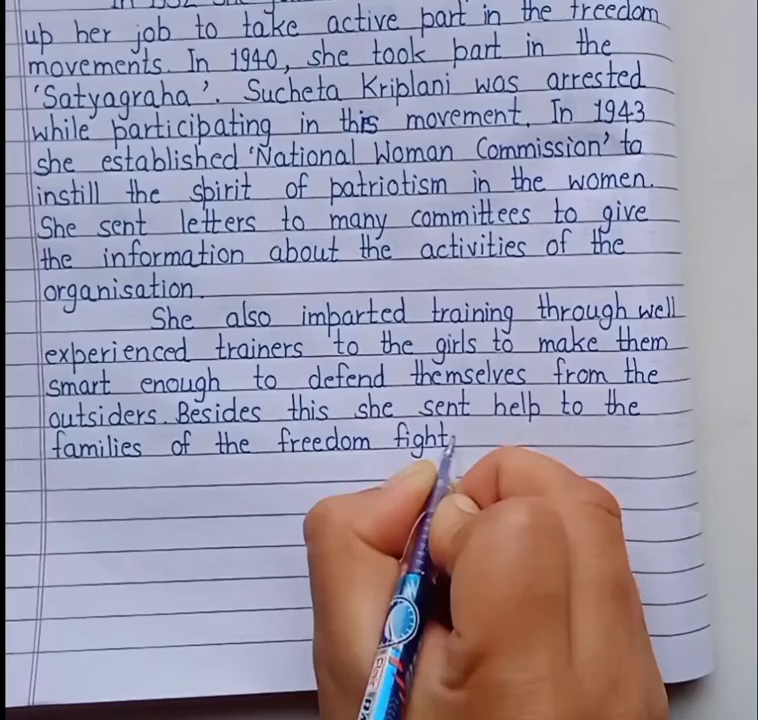 In 1932 she
up her job to take active part in the freedom
movements. In 1940, she took part in the
'Satyagraha'. Sucheta Kriplani was arrested
while participating in this movement. In 1943
she established 'National Woman Commission' to
instill the spirit of patriotism in the women.
She sent letters to many committees to give
the information about the activities of the
organisation.
She also imparted training through well
experienced trainers to the girls to make them
smart enough to defend themselves from the
outsiders. Besides this she sent help to the
families of the freedom fight